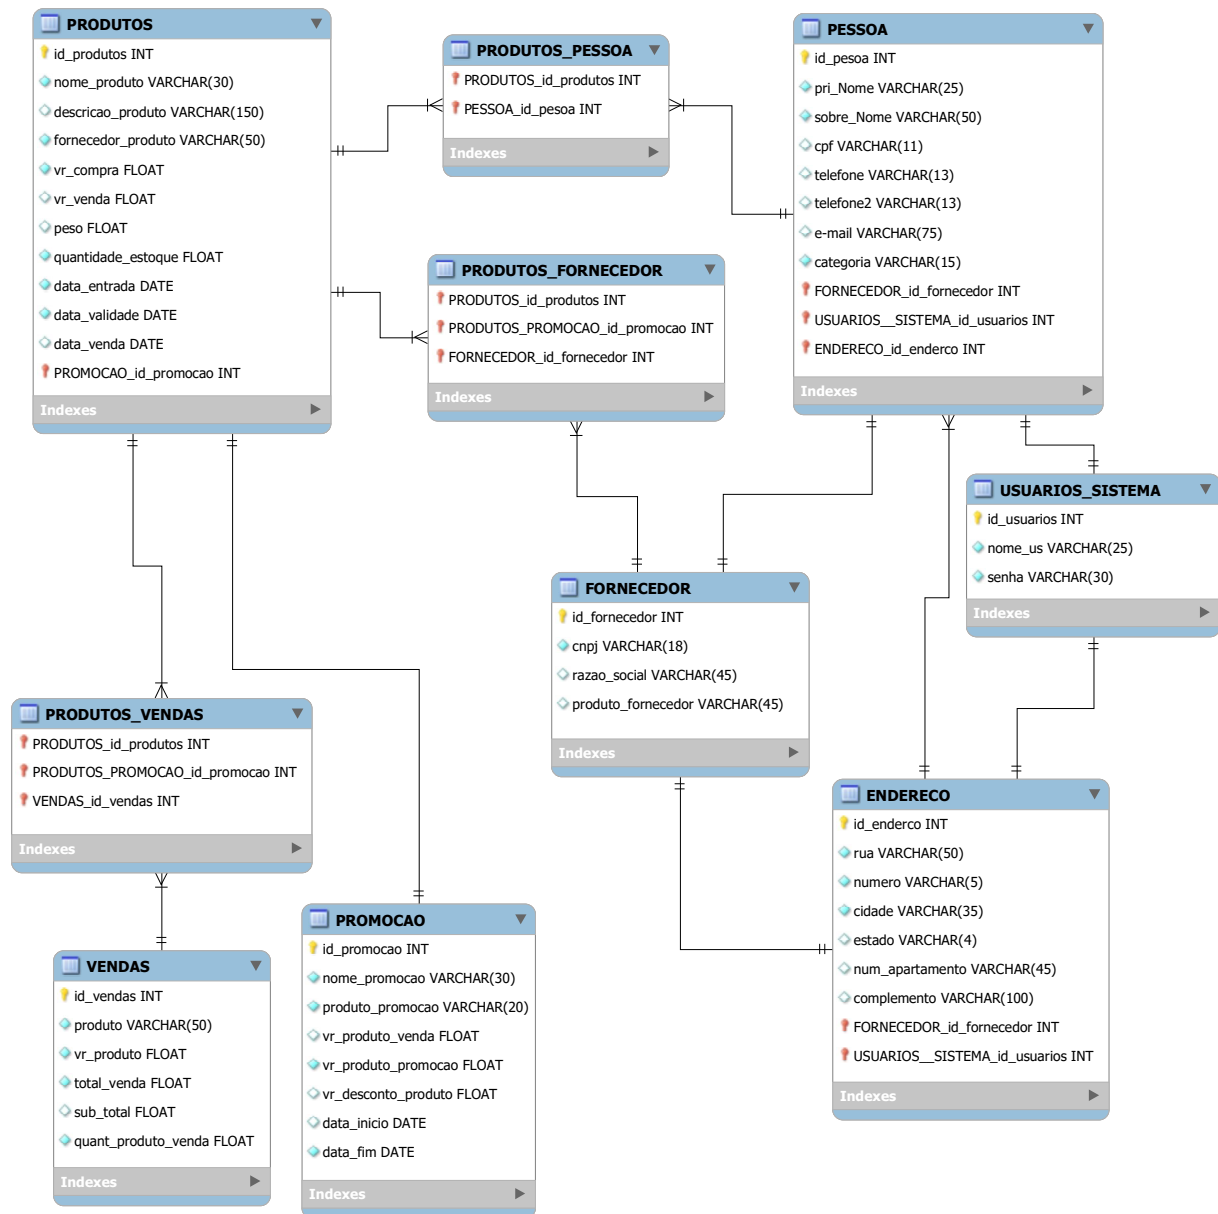 PRODUTOS
id_produtos INT
nome_produto VARCHAR(30)
descricao_produto VARCHAR(150)
fornecedor_produto VARCHAR(50)
vr_compra FLOAT
vr_venda FLOAT
peso FLOAT
quantidade_estoque FLOAT
data_entrada DATE
data_validade DATE
data_venda DATE
PROMOCAO_id_promocao INT
Indexes
PRODUTOS_PESSOA
PRODUTOS_id_produtos INT
PESSOA_id_pesoa INT
Indexes
PESSOA
id_pesoa INT
pri_Nome VARCHAR(25)
sobre_Nome VARCHAR(50)
cpf VARCHAR(11)
telefone VARCHAR(13)
telefone2 VARCHAR(13)
e-mail VARCHAR(75)
categoria VARCHAR(15)
FORNECEDOR_id_fornecedor INT
USUARIOS__SISTEMA_id_usuarios INT
ENDERECO_id_enderco INT
Indexes
PRODUTOS_FORNECEDOR
PRODUTOS_id_produtos INT
PRODUTOS_PROMOCAO_id_promocao INT
FORNECEDOR_id_fornecedor INT
Indexes
USUARIOS_SISTEMA
id_usuarios INT
nome_us VARCHAR(25)
senha VARCHAR(30)
Indexes
FORNECEDOR
id_fornecedor INT
cnpj VARCHAR(18)
razao_social VARCHAR(45)
produto_fornecedor VARCHAR(45)
Indexes
PRODUTOS_VENDAS
PRODUTOS_id_produtos INT
PRODUTOS_PROMOCAO_id_promocao INT
VENDAS_id_vendas INT
Indexes
ENDERECO
id_enderco INT
rua VARCHAR(50)
numero VARCHAR(5)
cidade VARCHAR(35)
estado VARCHAR(4)
num_apartamento VARCHAR(45)
complemento VARCHAR(100)
FORNECEDOR_id_fornecedor INT
USUARIOS__SISTEMA_id_usuarios INT
Indexes
PROMOCAO
id_promocao INT
nome_promocao VARCHAR(30)
produto_promocao VARCHAR(20)
vr_produto_venda FLOAT
vr_produto_promocao FLOAT
vr_desconto_produto FLOAT
data_inicio DATE
data_fim DATE
Indexes
VENDAS
id_vendas INT
produto VARCHAR(50)
vr_produto FLOAT
total_venda FLOAT
sub_total FLOAT
quant_produto_venda FLOAT
Indexes